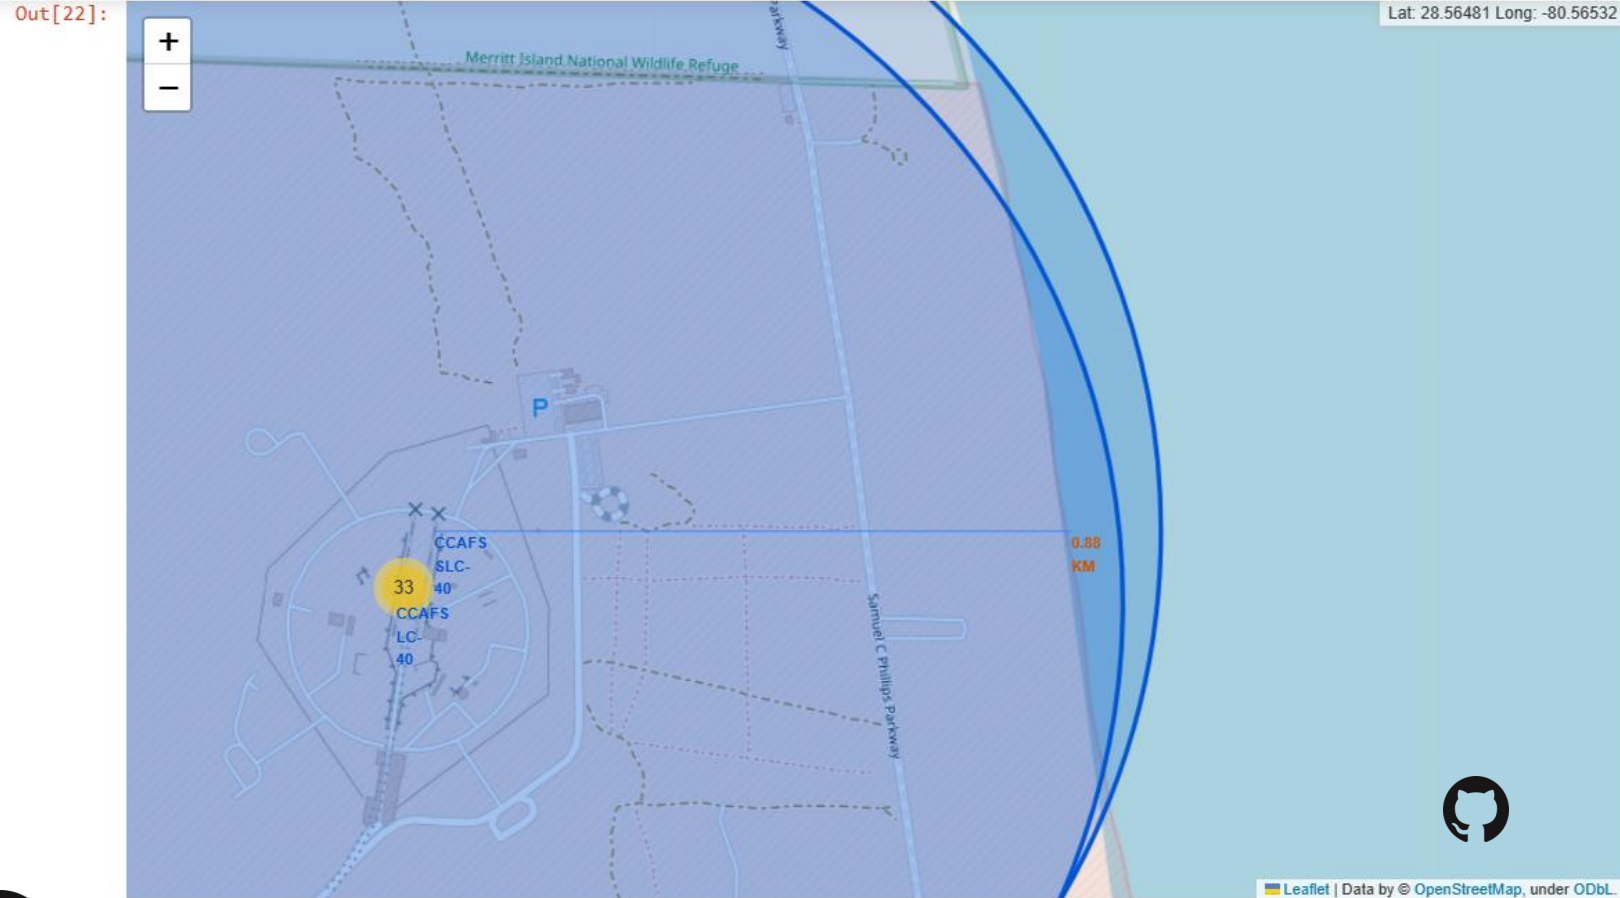 Out[22]:
+
−
Lat: 28.56481 Long: -80.56532
arkway
Merritt Island National Wildlife Refuge
P
CCAFS
SLC-
40
33
CCAFS
LC-
40
0.88
KM
Samuel C Phillips Parkway
Leaflet | Data by © OpenStreetMap, under ODbL.